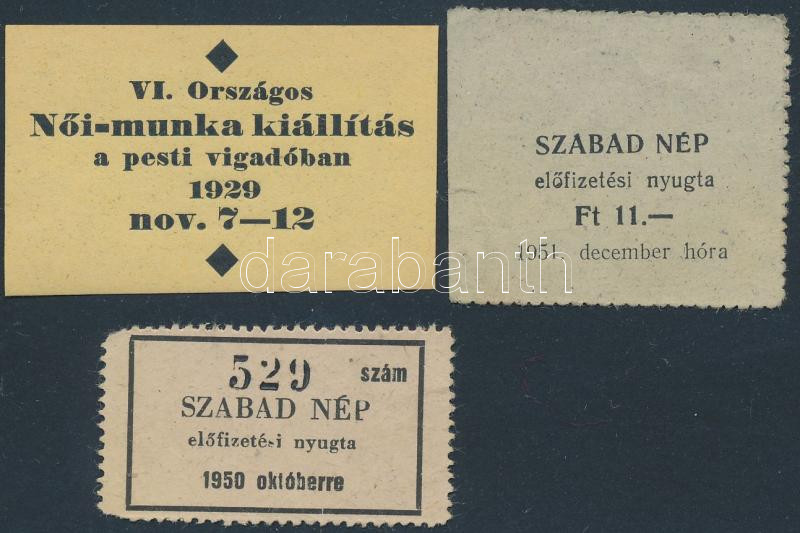 VI. Országos
Női-munka kiállítás
a pesti vigadóban
1929
nov. 7—12
SZABAD NÉP
előfizetési nyugta
Ft 11.—
1951. december hóra
darabanth
529 szám
SZABAD NÉP
előfizetési nyugta
1950 októberre